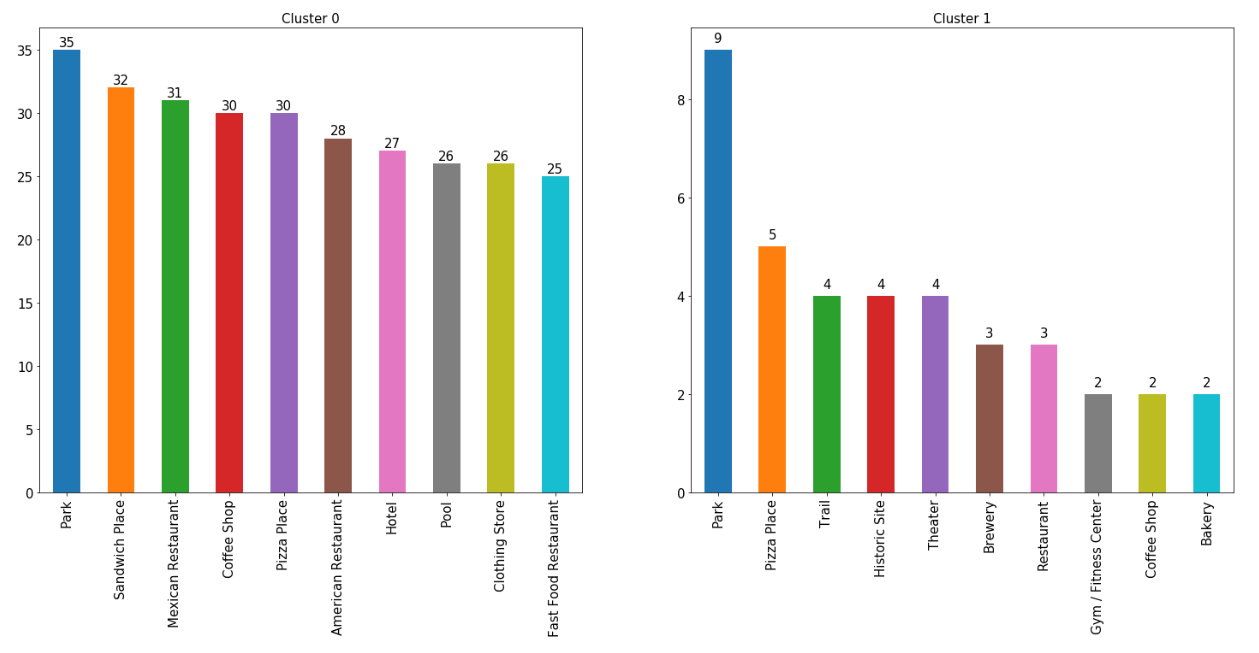 Cluster 0
35
32
31
30
30
28
27
26
26
25
35
30
25
20
15
10
5
0
Park
Sandwich Place
Mexican Restaurant
Coffee Shop
Pizza Place
American Restaurant
Hotel
Pool
Clothing Store
Fast Food Restaurant
Cluster 1
9
5
4
4
4
3
3
2
2
2
8
6
4
2
0
Park
Pizza Place
Trail
Historic Site
Theater
Brewery
Restaurant
Gym / Fitness Center
Coffee Shop
Bakery